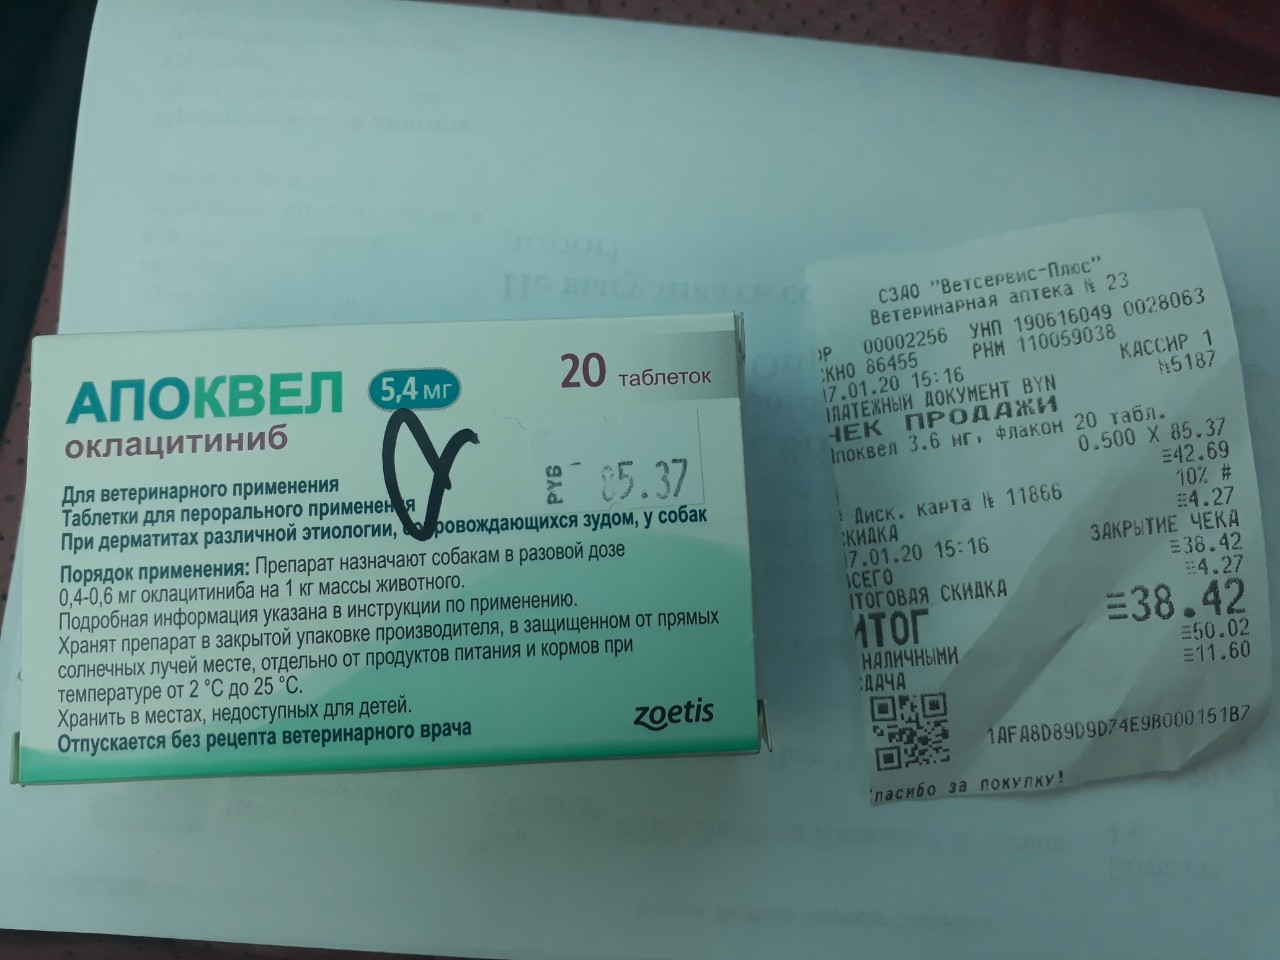 АПОКВЕЛ 5,4 мг
20 таблеток
оклацитиниб
РУБ - 85.37
Для ветеринарного применения
Таблетки для перорального применения
При дерматитах различной этиологии, сопровождающихся зудом, у собак
Порядок применения: Препарат назначают собакам в разовой дозе
0,4-0,6 мг оклацитиниба на 1 кг массы животного.
Подробная информация указана в инструкции по применению.
Хранят препарат в закрытой упаковке производителя, в защищенном от прямых
солнечных лучей месте, отдельно от продуктов питания и кормов при
температуре от 2 °C до 25 °C.
Хранить в местах, недоступных для детей.
Отпускается без рецепта ветеринарного врача
zoetis
СЗАО "Ветсервис-Плюс"
Ветеринарная аптека № 23
ОР 00002256 УНП 190616049 0028063
СКНО 86455 РНМ 110059038
7.01.20 15:16 КАССИР 1
ПЛАТЕЖНЫЙ ДОКУМЕНТ BYN №5187
ЧЕК ПРОДАЖИ
Апоквел 3.6 мг, флакон 20 табл.
0.500 X 85.37
≡42.69
Диск. карта № 11866 10% #
СКИДКА ≡4.27
7.01.20 15:16 ЗАКРЫТИЕ ЧЕКА
ВСЕГО ≡38.42
ИТОГОВАЯ СКИДКА ≡4.27
ИТОГ ≡38.42
НАЛИЧНЫМИ ≡50.02
СДАЧА ≡11.60
1AFA8D89D9D74E9B000151B7
Спасибо за покупку!